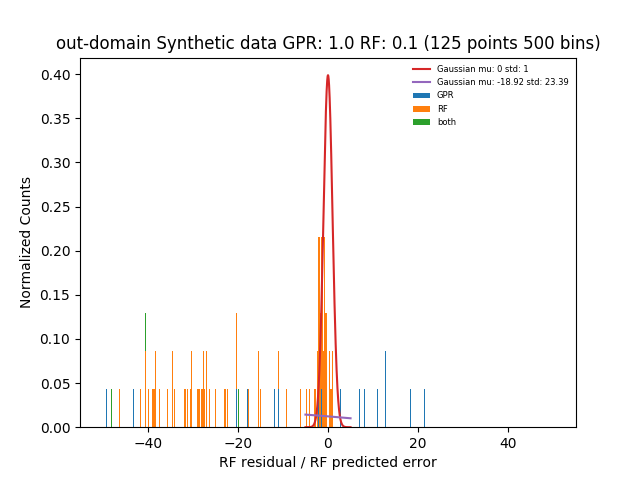 out-domain Synthetic data GPR: 1.0 RF: 0.1 (125 points 500 bins)
Gaussian mu: 0 std: 1
Gaussian mu: -18.92 std: 23.39
GPR
RF
both
Normalized Counts
0.40
0.35
0.30
0.25
0.20
0.15
0.10
0.05
0.00
−40
−20
0
20
40
RF residual / RF predicted error